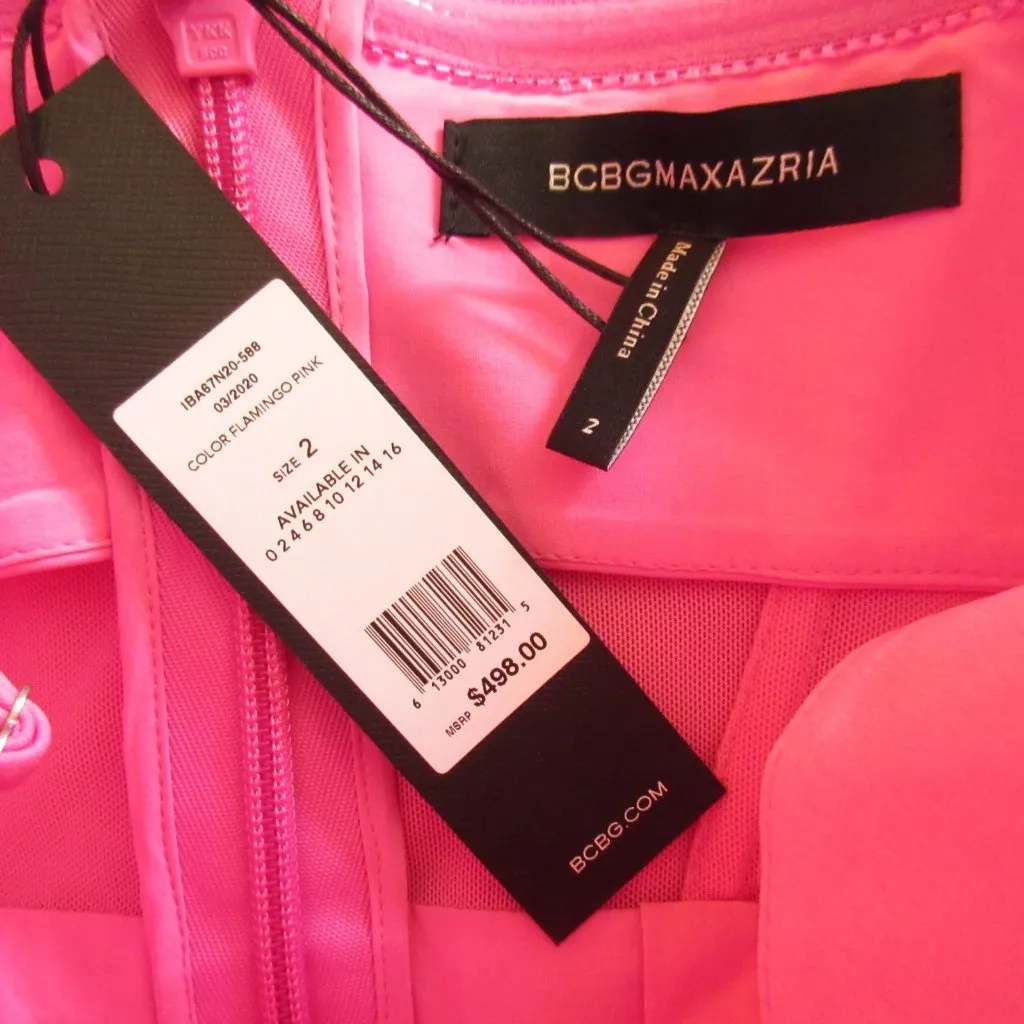 YKK
BCBGMAXAZRIA
Made in China
2
IBA67N20-588
03/2020
COLOR FLAMINGO PINK
SIZE 2
AVAILABLE IN
0 2 4 6 8 10 12 14 16
6 13000 81231 5
MSRP $498.00
BCBG.COM